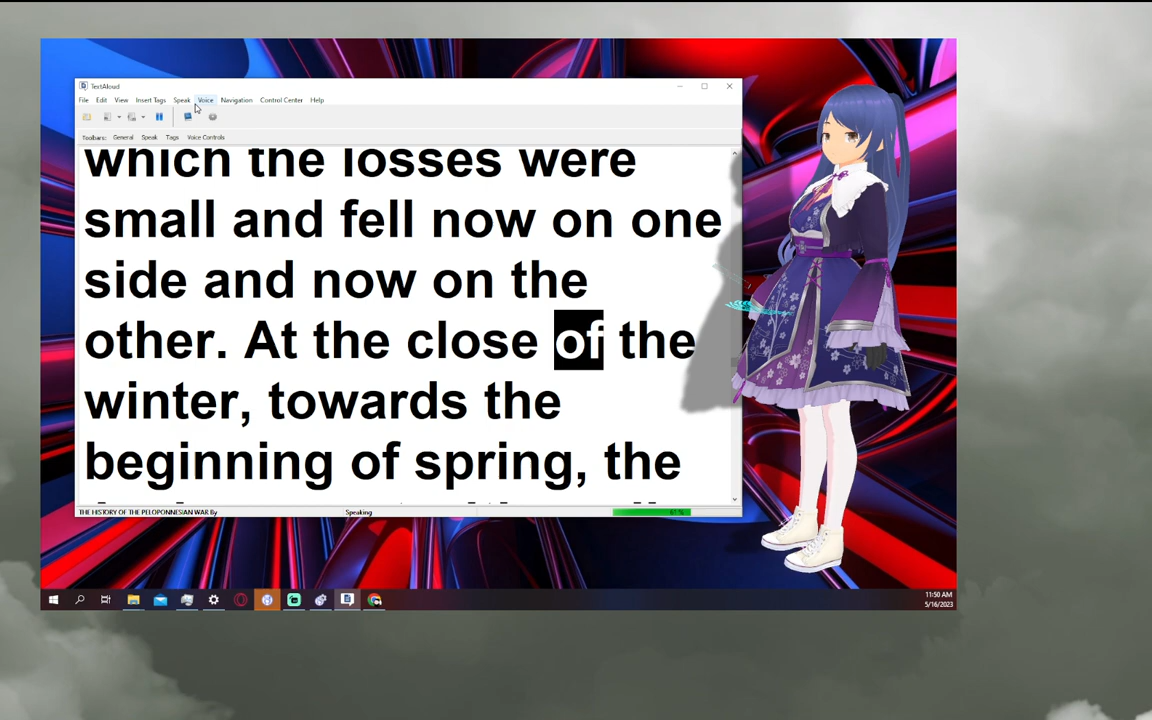 TextAloud
File Edit View Insert Tags Speak Voice Navigation Control Center Help
Toolbars: General Speak Tags Voice Controls
which the losses were
small and fell now on one
side and now on the
other. At the close of the
winter, towards the
beginning of spring, the
THE HISTORY OF THE PELOPONNESIAN WAR By Speaking
11:50 AM
5/16/2023